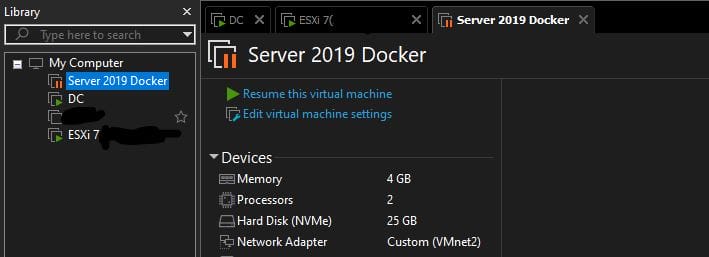 Library
Type here to search
My Computer
Server 2019 Docker
DC
ESXi 7
DC
ESXi 7(
Server 2019 Docker
Server 2019 Docker
Resume this virtual machine
Edit virtual machine settings
Devices
Memory 4 GB
Processors 2
Hard Disk (NVMe) 25 GB
Network Adapter Custom (VMnet2)